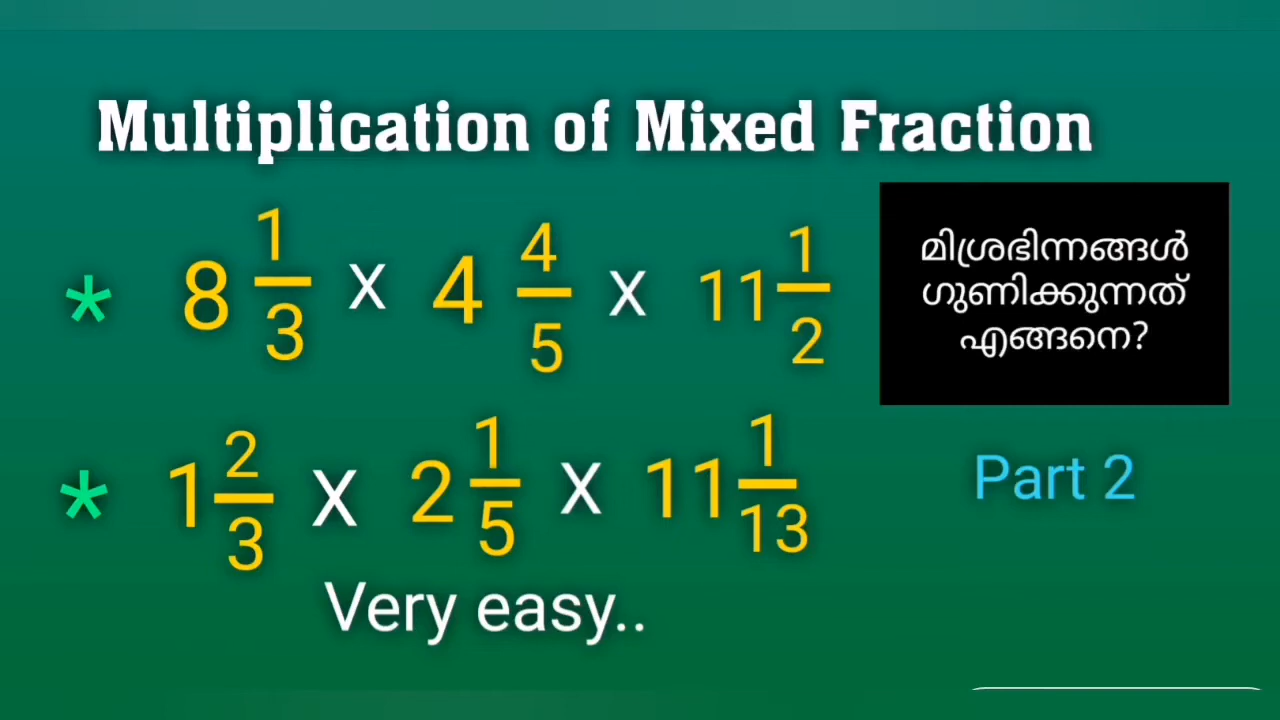 Multiplication of Mixed Fraction
* 8 1/3 x 4 4/5 x 11 1/2
മിശ്രഭിന്നങ്ങൾ
ഗുണിക്കുന്നത്
എങ്ങനെ?
* 1 2/3 X 2 1/5 X 11 1/13
Part 2
Very easy..